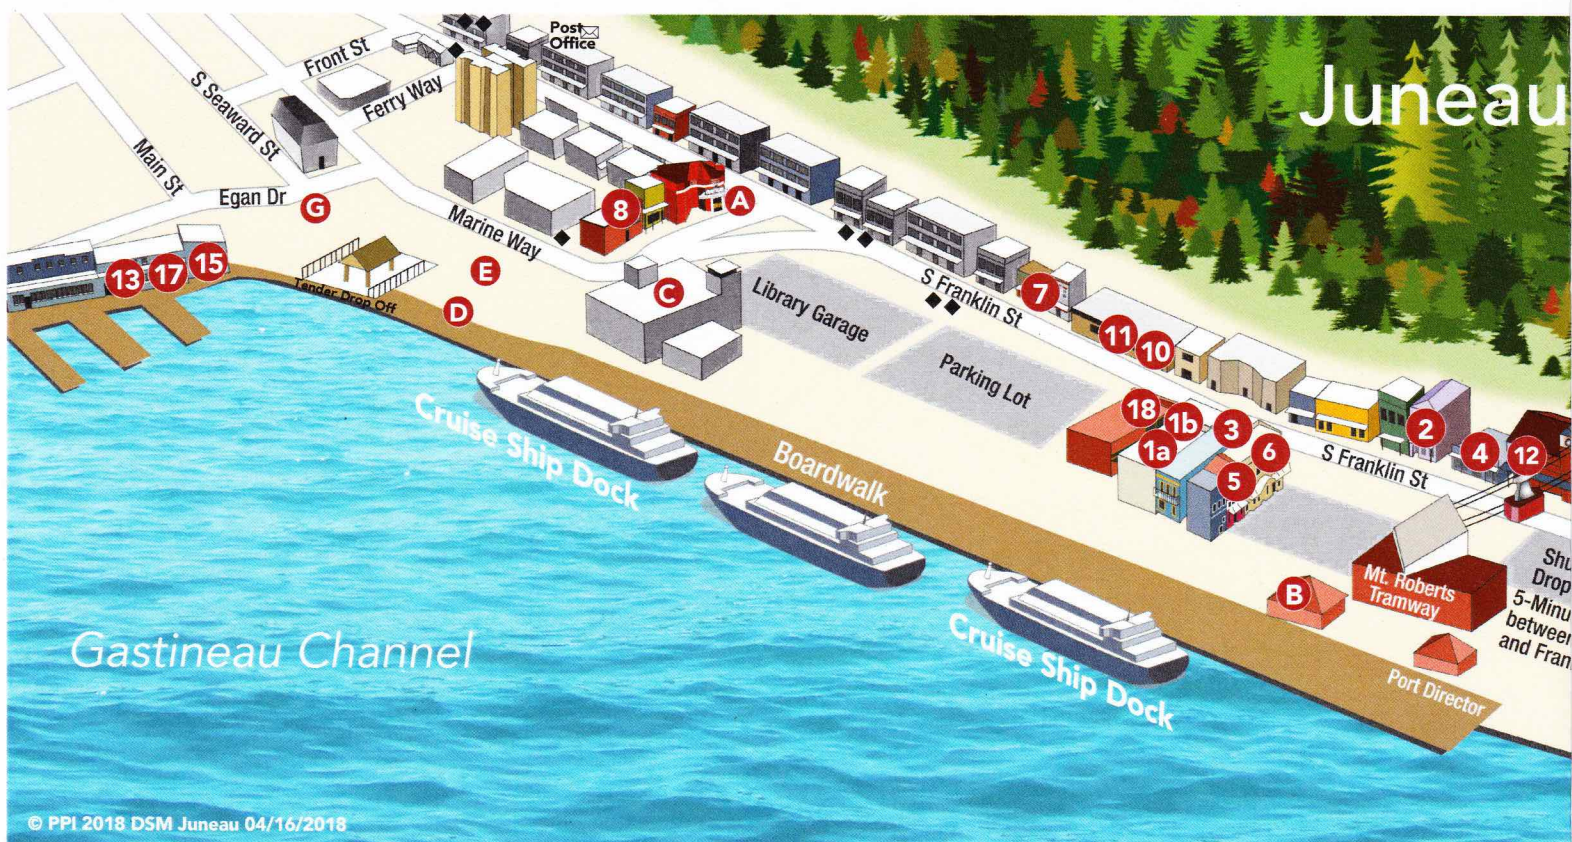 Post
Office
Juneau
Front St
Ferry Way
S Seaward St
Main St
Egan Dr
G
Marine Way
8
A
E
D
C
13
17
15
Tender Drop Off
Library Garage
S Franklin St
7
11
10
Parking Lot
18
1b
1a
3
6
5
2
4
12
S Franklin St
Cruise Ship Dock
Boardwalk
Cruise Ship Dock
B
Mt. Roberts
Tramway
Shu
Drop
5-Minu
between
and Fran
Port Director
Gastineau Channel
© PPI 2018 DSM Juneau 04/16/2018